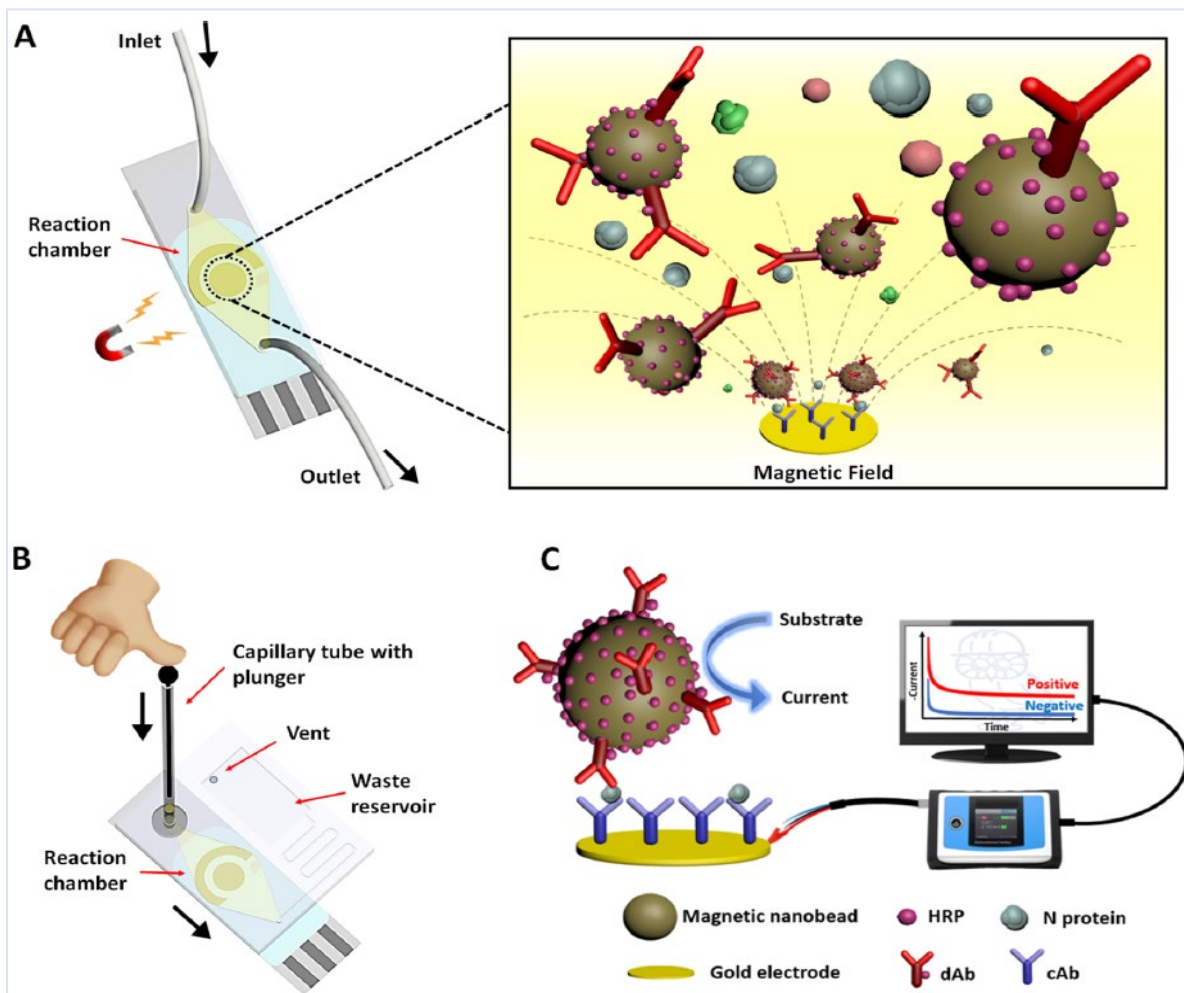 A
Inlet
Reaction
chamber
Outlet
Magnetic Field
B
Capillary tube with
plunger
Vent
Waste
reservoir
Reaction
chamber
C
Substrate
Current
-Current
Positive
Negative
Time
Magnetic nanobead
HRP
N protein
Gold electrode
dAb
cAb